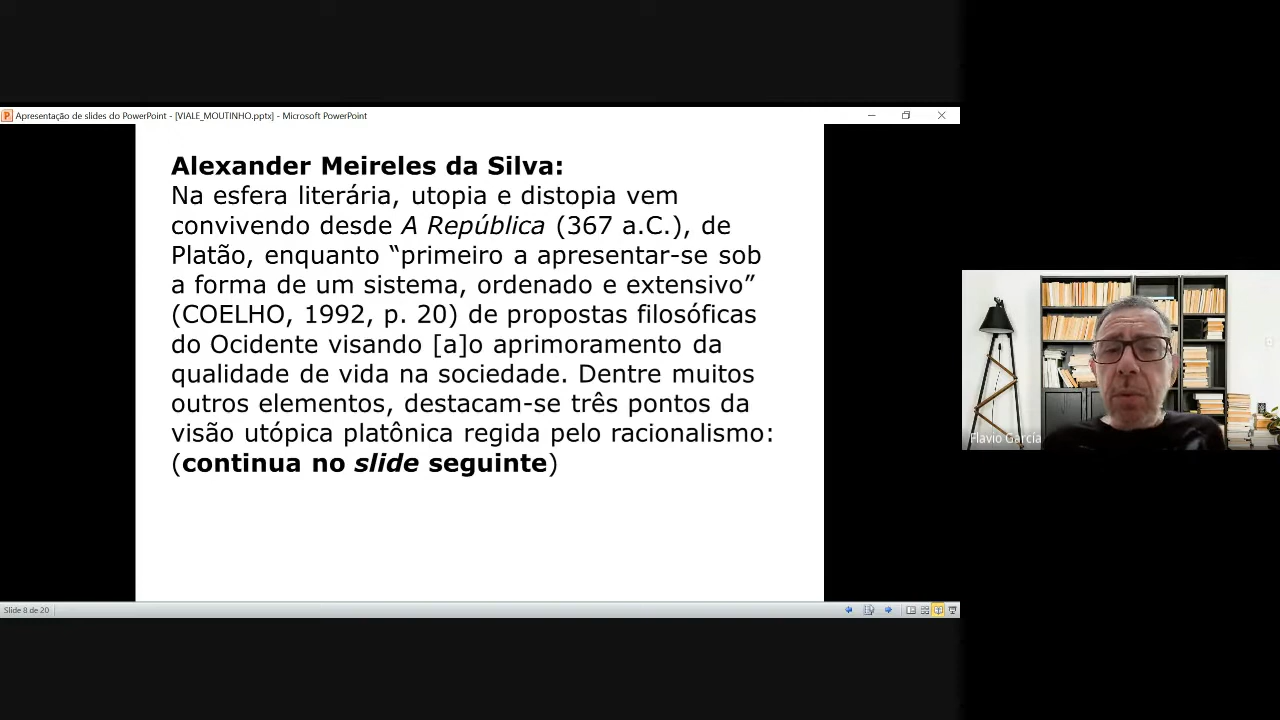 Apresentação de slides do PowerPoint - [VIALE_MOUTINHO.pptx] - Microsoft PowerPoint
Alexander Meireles da Silva:
Na esfera literária, utopia e distopia vem
convivendo desde A República (367 a.C.), de
Platão, enquanto “primeiro a apresentar-se sob
a forma de um sistema, ordenado e extensivo”
(COELHO, 1992, p. 20) de propostas filosóficas
do Ocidente visando [a]o aprimoramento da
qualidade de vida na sociedade. Dentre muitos
outros elementos, destacam-se três pontos da
visão utópica platônica regida pelo racionalismo:
(continua no slide seguinte)
Flavio García
Slide 8 de 20